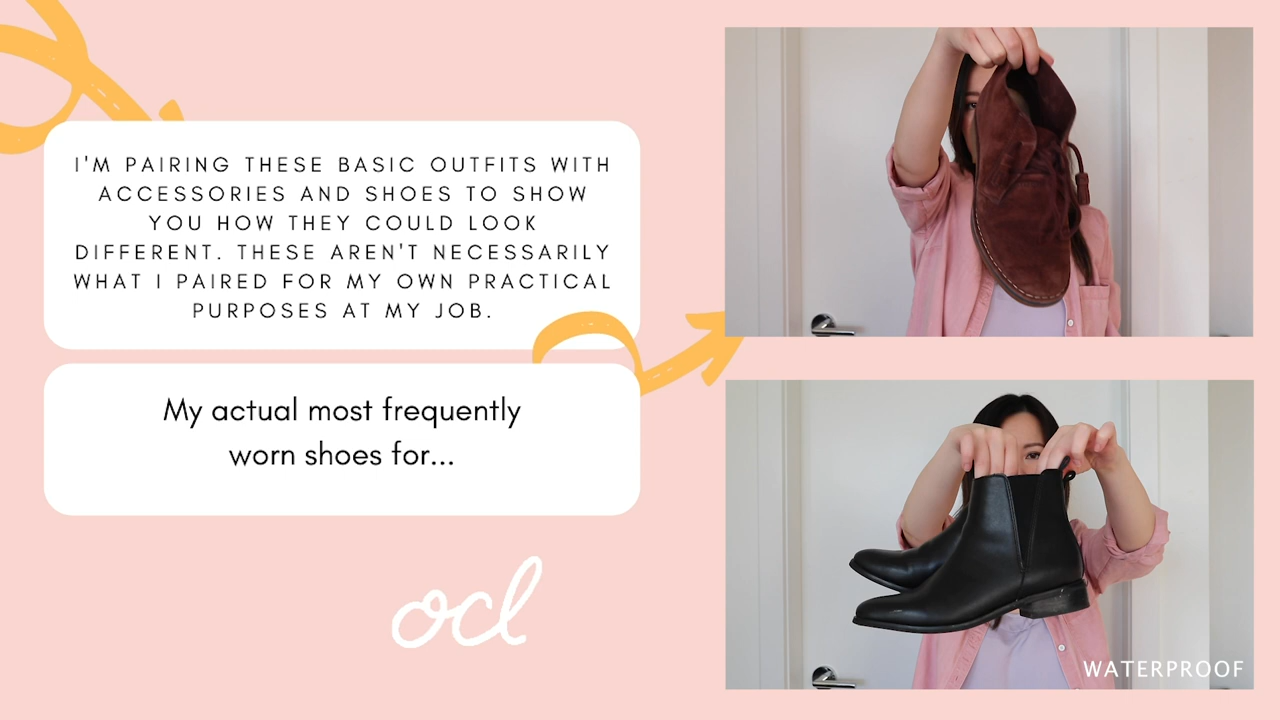 I'M PAIRING THESE BASIC OUTFITS WITH
ACCESSORIES AND SHOES TO SHOW
YOU HOW THEY COULD LOOK
DIFFERENT. THESE AREN'T NECESSARILY
WHAT I PAIRED FOR MY OWN PRACTICAL
PURPOSES AT MY JOB.
My actual most frequently
worn shoes for...
ocl
WATERPROOF